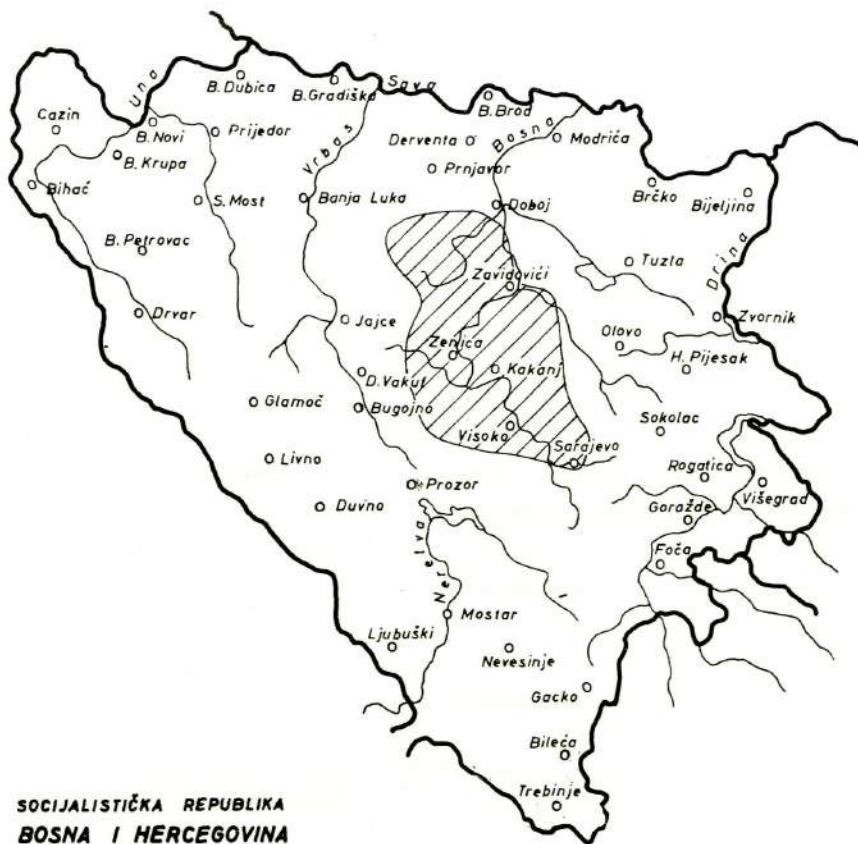 Sava
Una
B. Dubica
B. Gradiška
B. Brod
Cazin
B. Novi
Prijedor
Vrbas
Derventa
Bosna
Modriča
B. Krupa
Prnjavor
Bihać
S. Most
Banja Luka
Doboj
Brčko
Bijeljina
B. Petrovac
Zavidovići
Tuzla
Drina
Drvar
Jajce
Zvornik
Zenica
Olovo
Kakanj
H. Pijesak
D. Vakuf
Glamoč
Bugojno
Visoko
Sokolac
Livno
Sarajevo
Rogatica
Prozor
Višegrad
Duvno
Goražde
Neretva
Foča
Mostar
Ljubuški
Nevesinje
Gacko
Bileća
Trebinje
SOCIJALISTIČKA REPUBLIKA
BOSNA I HERCEGOVINA